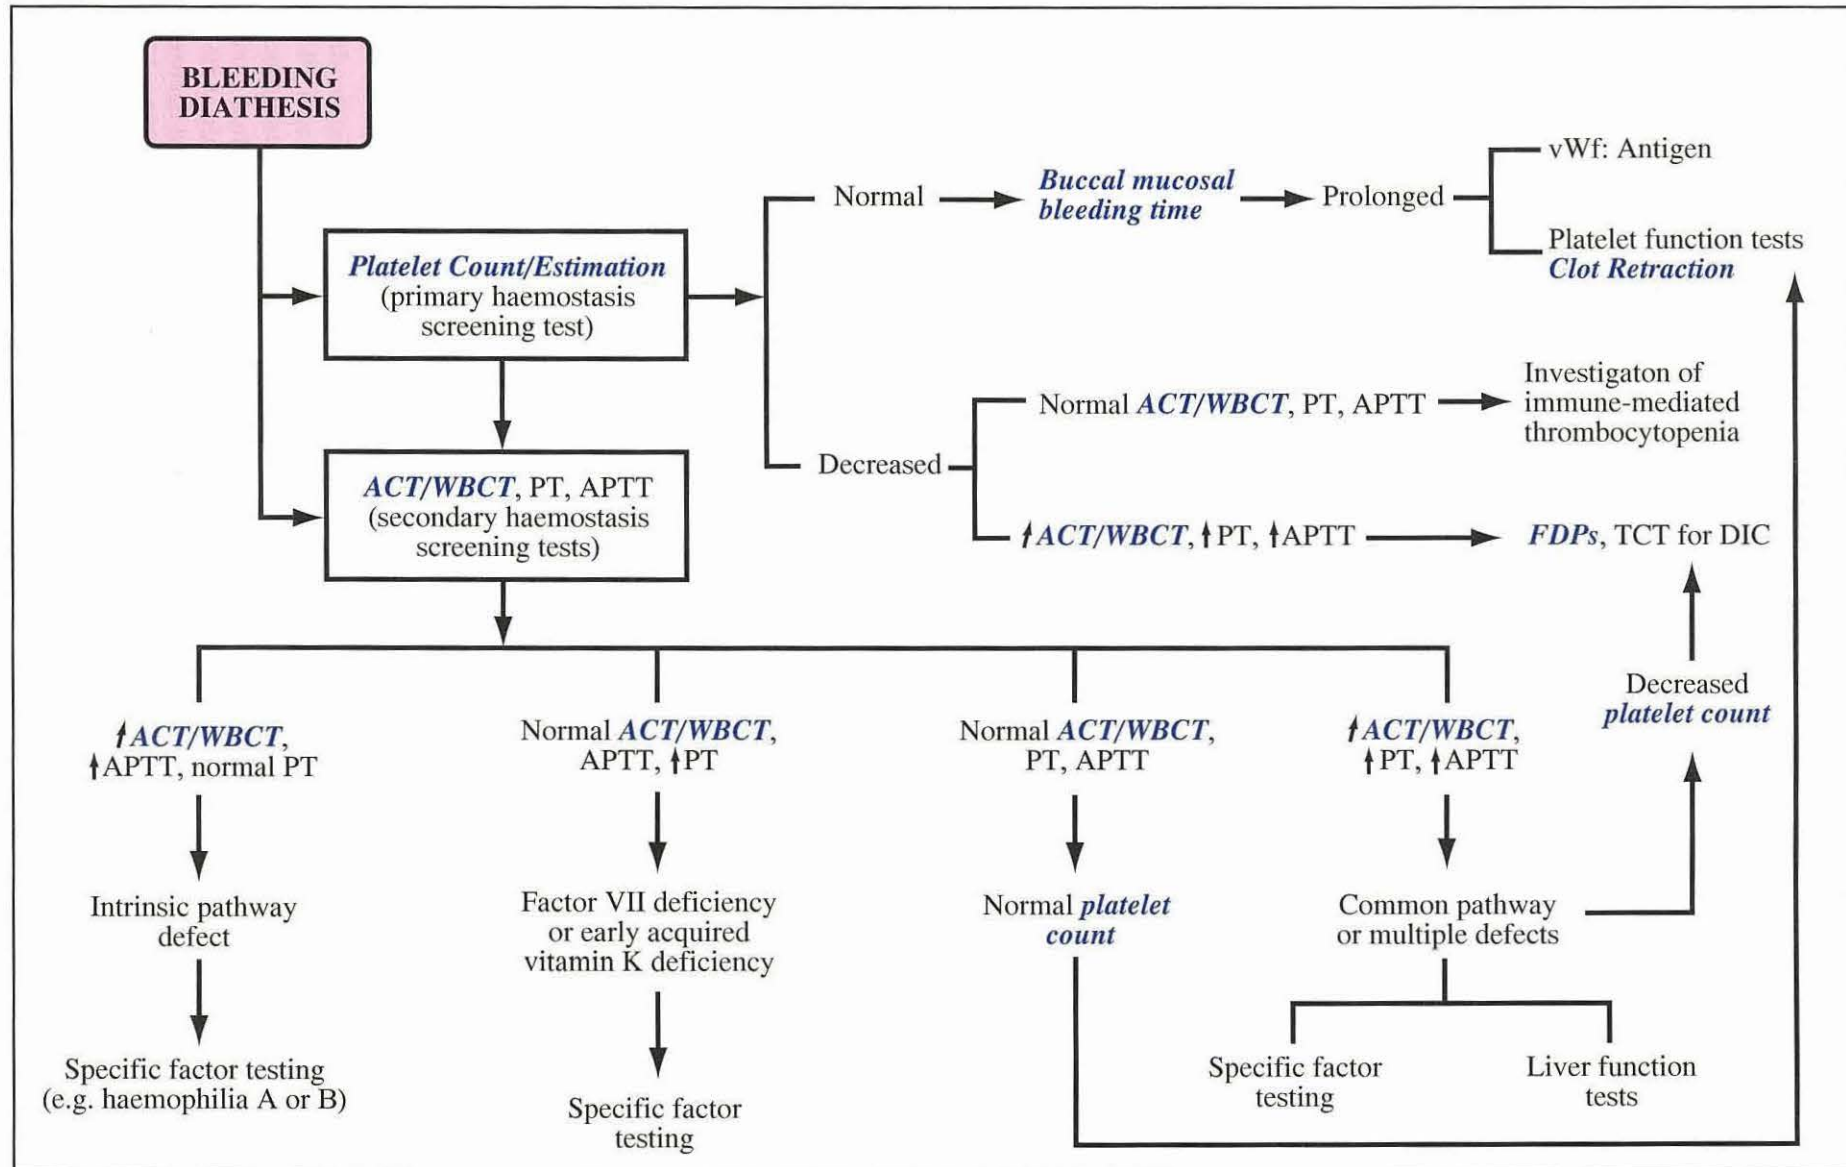 BLEEDING
DIATHESIS
Platelet Count/Estimation
(primary haemostasis
screening test)
ACT/WBCT, PT, APTT
(secondary haemostasis
screening tests)
Normal
Buccal mucosal
bleeding time
Prolonged
vWf: Antigen
Platelet function tests
Clot Retraction
Decreased
Normal ACT/WBCT, PT, APTT
Investigaton of
immune-mediated
thrombocytopenia
↑ACT/WBCT, ↑PT, ↑APTT
FDPs, TCT for DIC
Decreased
platelet count
↑ACT/WBCT,
↑APTT, normal PT
Intrinsic pathway
defect
Specific factor testing
(e.g. haemophilia A or B)
Normal ACT/WBCT,
APTT, ↑PT
Factor VII deficiency
or early acquired
vitamin K deficiency
Specific factor
testing
Normal ACT/WBCT,
PT, APTT
Normal platelet
count
↑ACT/WBCT,
↑PT, ↑APTT
Common pathway
or multiple defects
Specific factor
testing
Liver function
tests